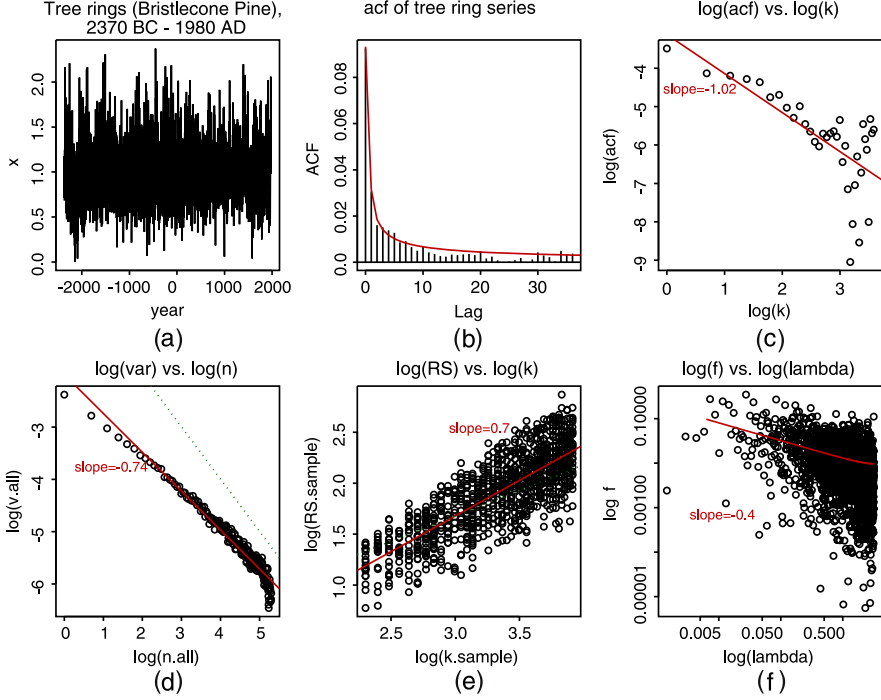 Tree rings (Bristlecone Pine),
2370 BC - 1980 AD
x
2.0
1.5
1.0
0.5
0.0
-2000 -1000 0 1000 2000
year
(a)
acf of tree ring series
ACF
0.08
0.04
0.0
0 10 20 30
Lag
(b)
log(acf) vs. log(k)
log(acf)
-4
-5
-6
-7
-8
-9
slope=-1.02
0 1 2 3
log(k)
(c)
log(var) vs. log(n)
log(v.all)
-3
-4
-5
-6
slope=-0.74
0 1 2 3 4 5
log(n.all)
(d)
log(RS) vs. log(k)
log(RS.sample)
2.5
2.0
1.5
1.0
slope=0.7
2.5 3.0 3.5
log(k.sample)
(e)
log(f) vs. log(lambda)
log f
0.10000
0.00100
0.00001
slope=-0.4
0.005 0.050 0.500
log(lambda)
(f)